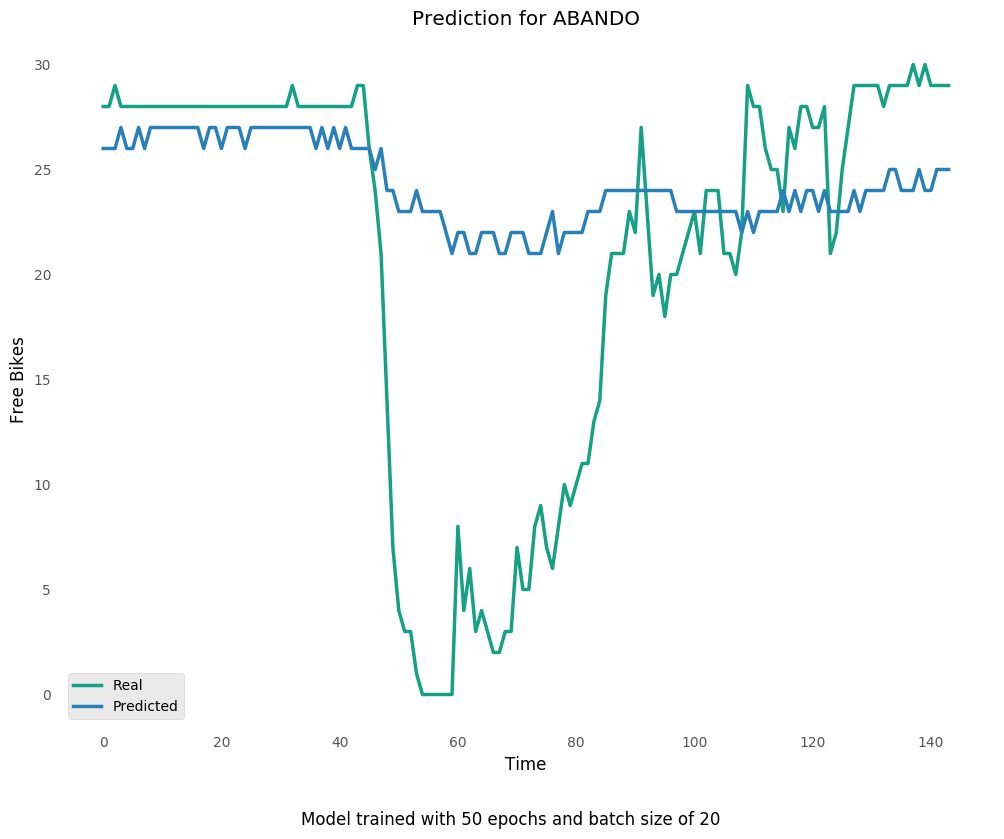 Prediction for ABANDO
30
25
20
15
10
5
0
Free Bikes
Real
Predicted
0 20 40 60 80 100 120 140
Time
Model trained with 50 epochs and batch size of 20